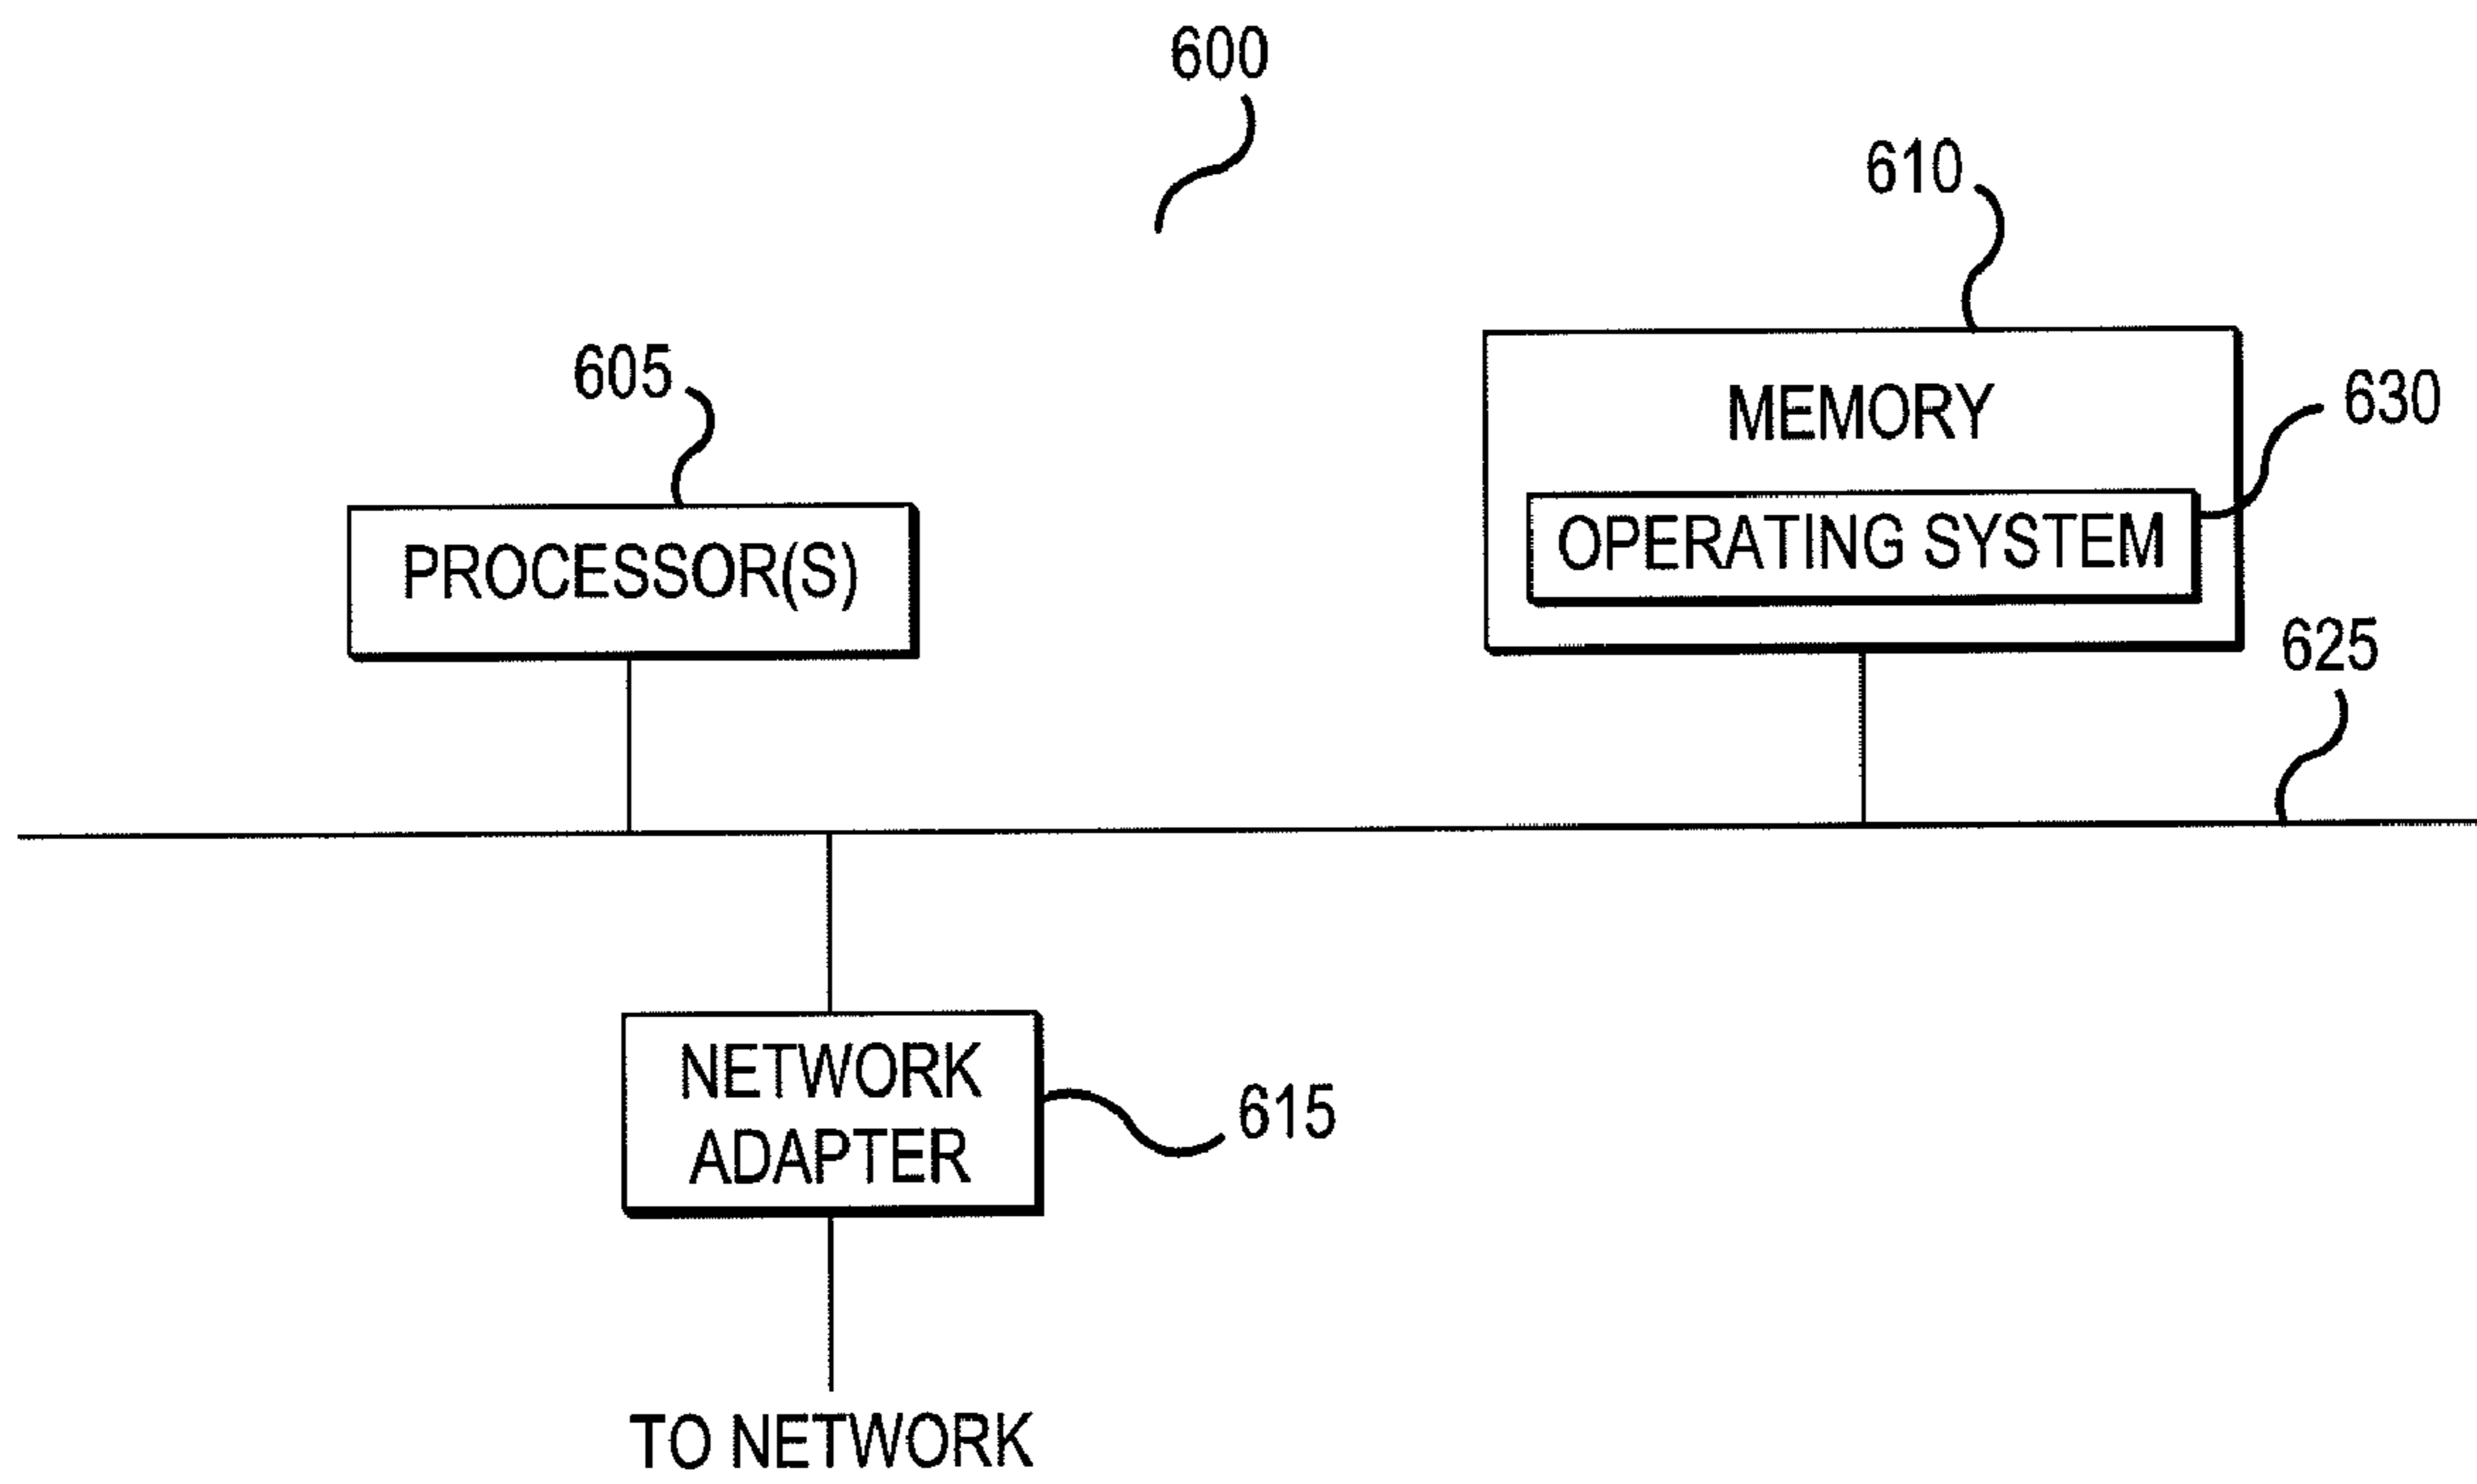 600
610
605
MEMORY
630
OPERATING SYSTEM
PROCESSOR(S)
625
NETWORK
ADAPTER
615
TO NETWORK